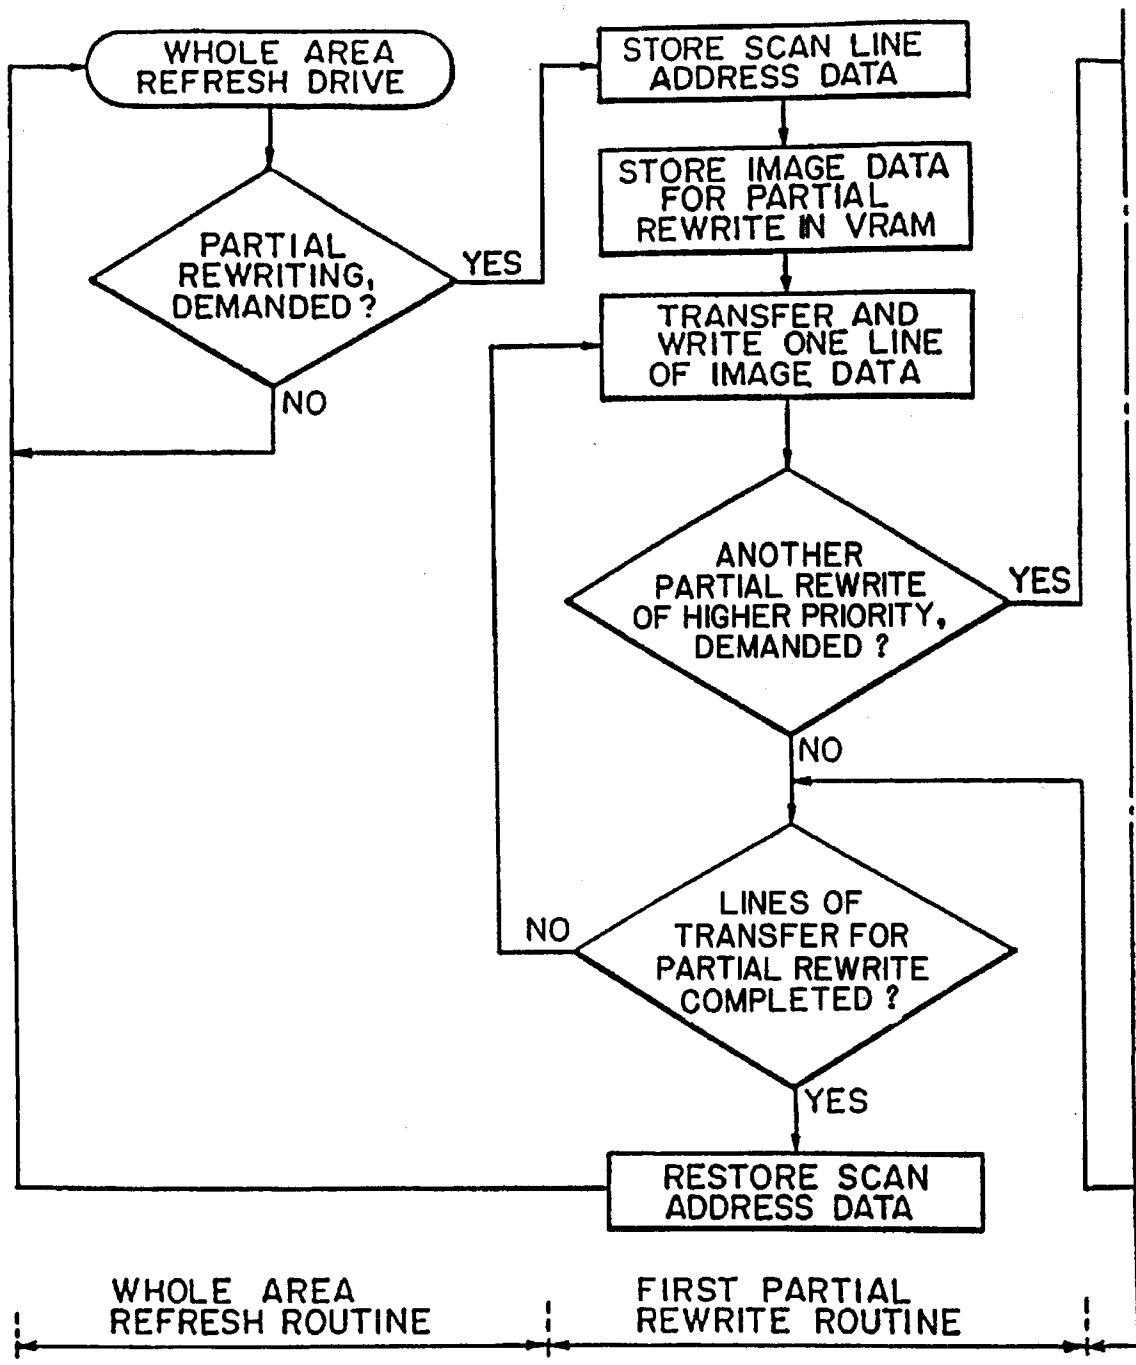 WHOLE AREA
REFRESH DRIVE
PARTIAL
REWRITING,
DEMANDED ?
YES
NO
STORE SCAN LINE
ADDRESS DATA
STORE IMAGE DATA
FOR PARTIAL
REWRITE IN VRAM
TRANSFER AND
WRITE ONE LINE
OF IMAGE DATA
ANOTHER
PARTIAL REWRITE
OF HIGHER PRIORITY,
DEMANDED ?
YES
NO
LINES OF
TRANSFER FOR
PARTIAL REWRITE
COMPLETED ?
NO
YES
RESTORE SCAN
ADDRESS DATA
WHOLE AREA
REFRESH ROUTINE
FIRST PARTIAL
REWRITE ROUTINE